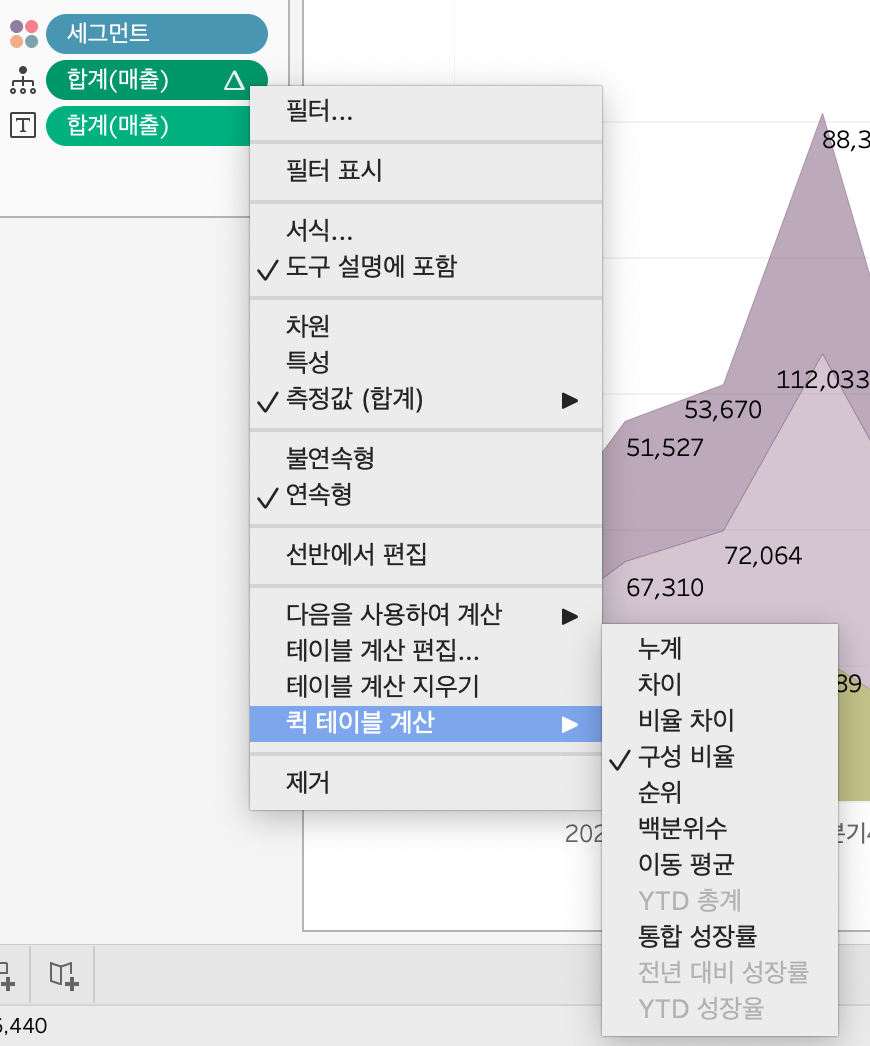 세그먼트
합계(매출)
합계(매출)
필터...
필터 표시
서식...
도구 설명에 포함
차원
특성
측정값 (합계)
불연속형
연속형
선반에서 편집
다음을 사용하여 계산
테이블 계산 편집...
테이블 계산 지우기
퀵 테이블 계산
제거
누계
차이
비율 차이
구성 비율
순위
백분위수
이동 평균
YTD 총계
통합 성장률
전년 대비 성장률
YTD 성장율
88,3
112,033
53,670
51,527
72,064
67,310
89
202
분기4
5,440